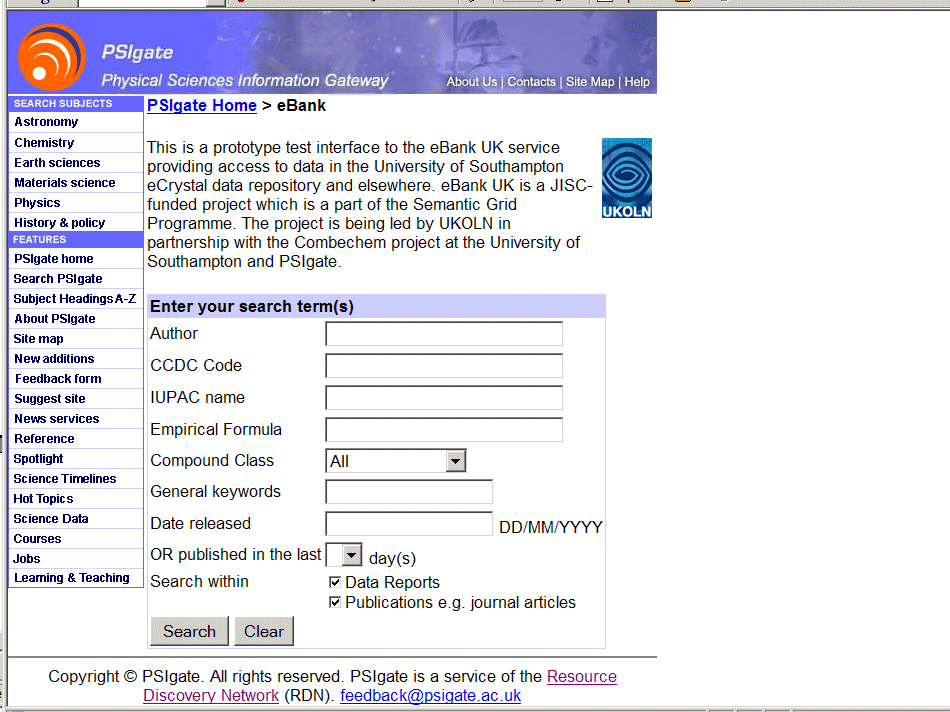 PSIgate
Physical Sciences Information Gateway
About Us | Contacts | Site Map | Help
SEARCH SUBJECTS
Astronomy
Chemistry
Earth sciences
Materials science
Physics
History & policy
FEATURES
PSIgate home
Search PSIgate
Subject Headings A-Z
About PSIgate
Site map
New additions
Feedback form
Suggest site
News services
Reference
Spotlight
Science Timelines
Hot Topics
Science Data
Courses
Jobs
Learning & Teaching
PSIgate Home > eBank
This is a prototype test interface to the eBank UK service
providing access to data in the University of Southampton
eCrystal data repository and elsewhere. eBank UK is a JISC-
funded project which is a part of the Semantic Grid
Programme. The project is being led by UKOLN in
partnership with the Combechem project at the University of
Southampton and PSIgate.
UKOLN
Enter your search term(s)
Author
CCDC Code
IUPAC name
Empirical Formula
Compound Class All
General keywords
Date released DD/MM/YYYY
OR published in the last day(s)
Search within Data Reports
Publications e.g. journal articles
Search Clear
Copyright © PSIgate. All rights reserved. PSIgate is a service of the Resource
Discovery Network (RDN). feedback@psigate.ac.uk